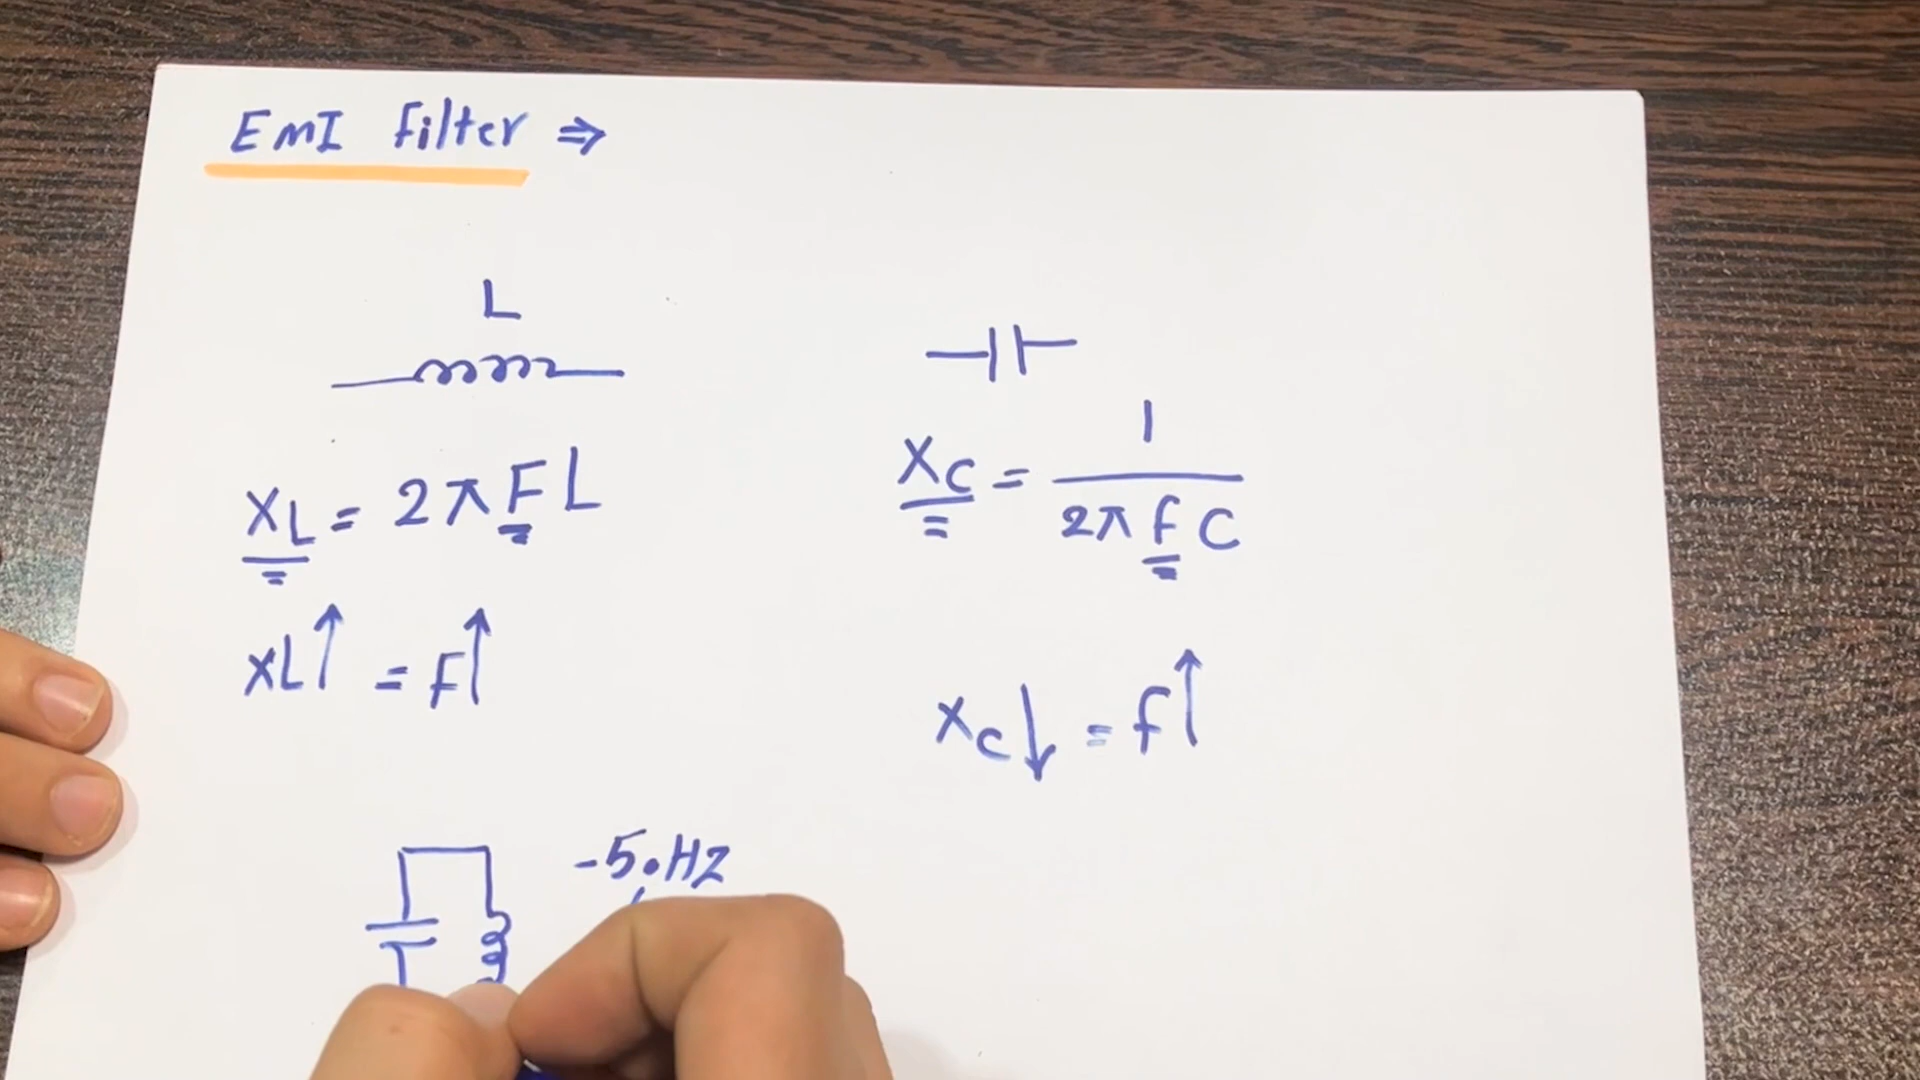 EMI Filter ⇒
L
XL = 2π F L
XL↑ = F↑
Xc = 1 / 2π f C
Xc↓ = f↑
-50HZ